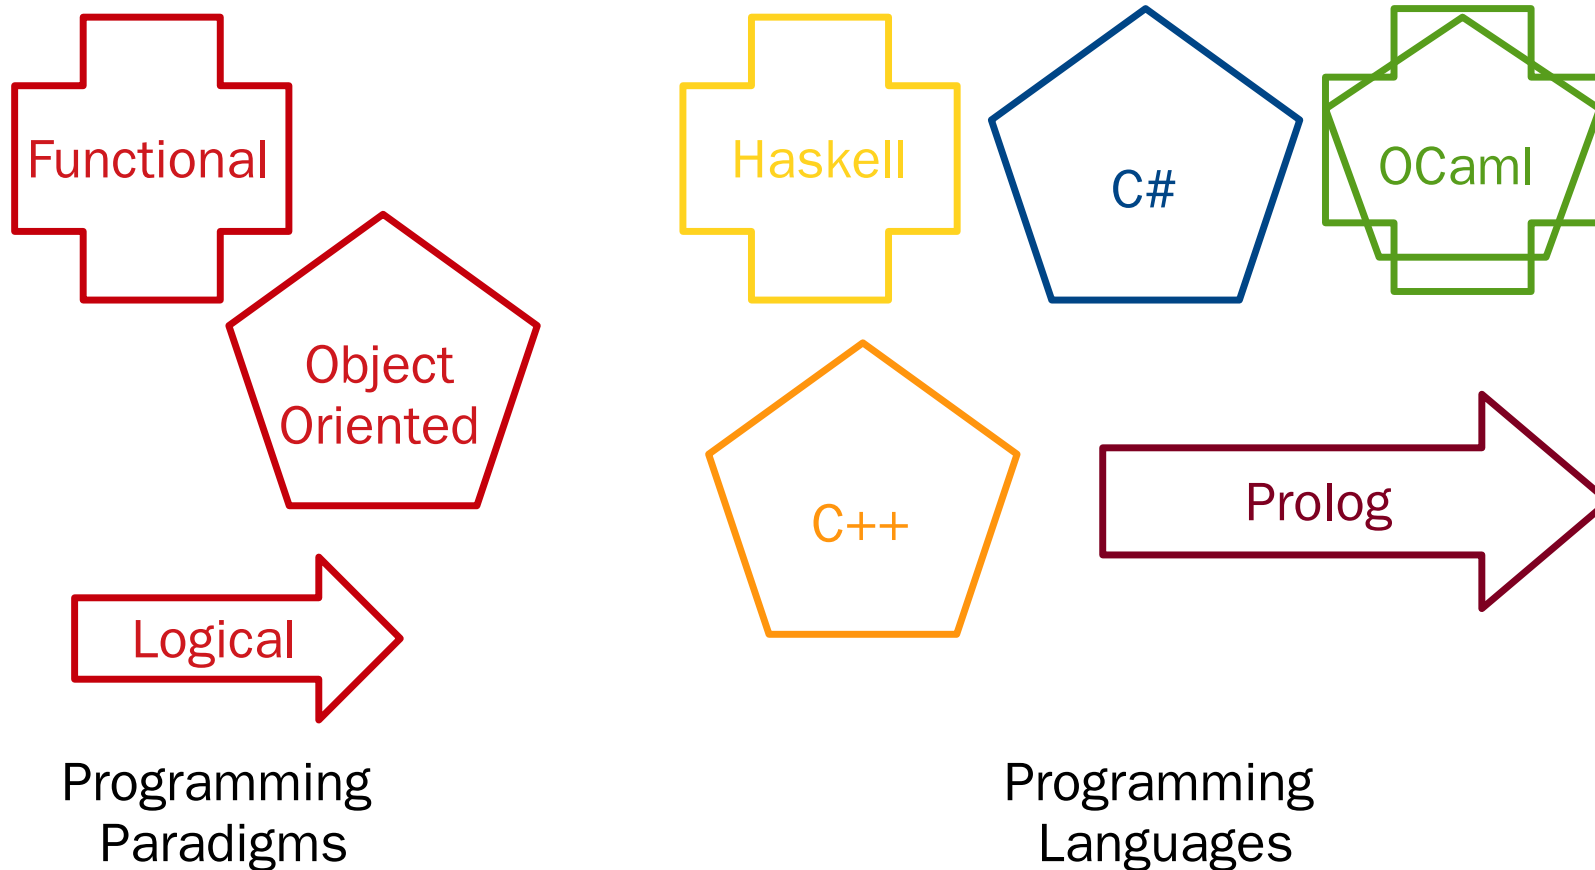 Functional
Object
Oriented
Logical
Programming
Paradigms
Haskell
C#
OCaml
C++
Prolog
Programming
Languages